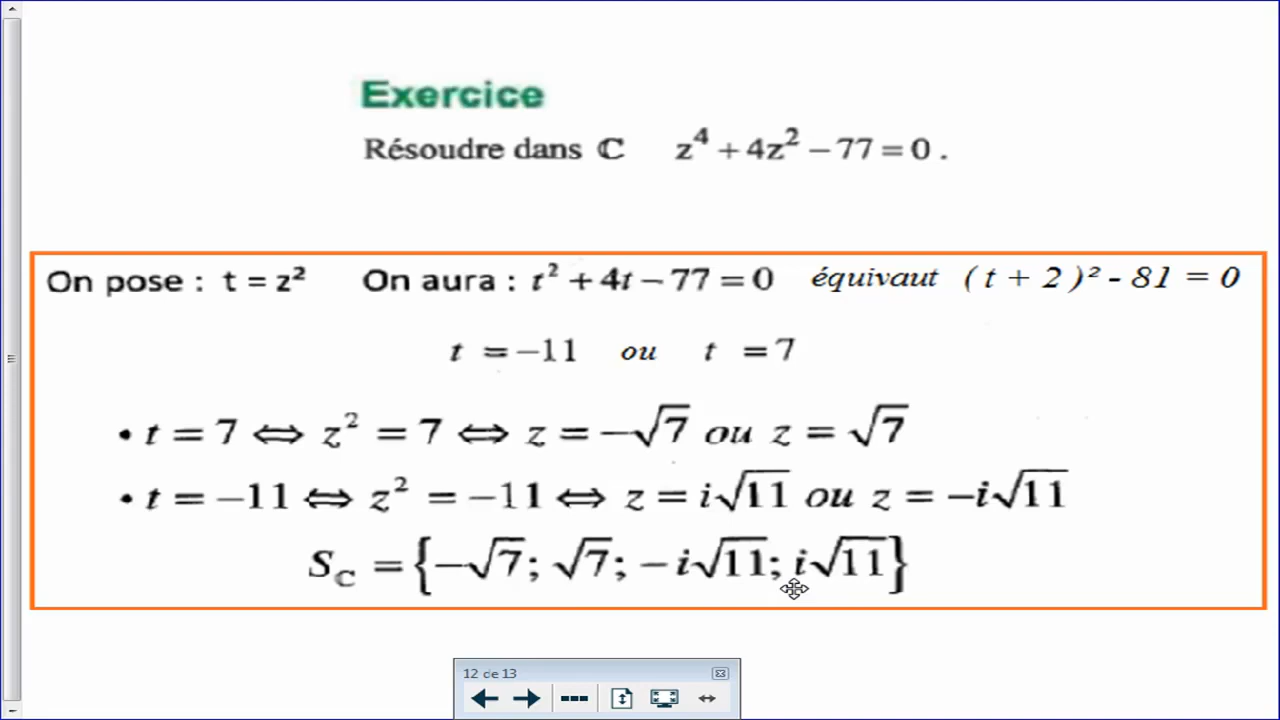 Exercice
Résoudre dans ℂ z⁴ + 4z² − 77 = 0 .
On pose : t = z² On aura : t² + 4t − 77 = 0 équivaut ( t + 2 )² - 81 = 0
t = −11 ou t = 7
• t = 7 ⇔ z² = 7 ⇔ z = −√7 ou z = √7
• t = −11 ⇔ z² = −11 ⇔ z = i√11 ou z = −i√11
S_C = {−√7; √7; −i√11; i√11}
12 de 13